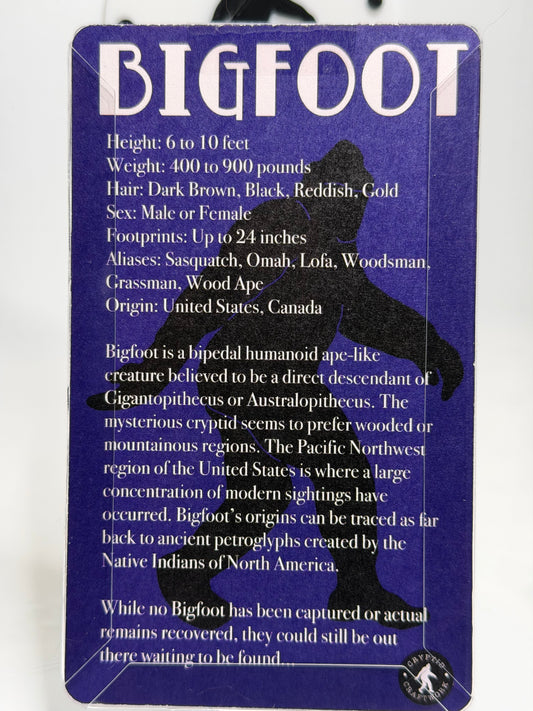 BIGFOOT
Height: 6 to 10 feet
Weight: 400 to 900 pounds
Hair: Dark Brown, Black, Reddish, Gold
Sex: Male or Female
Footprints: Up to 24 inches
Aliases: Sasquatch, Omah, Lofa, Woodsman,
Grassman, Wood Ape
Origin: United States, Canada
Bigfoot is a bipedal humanoid ape-like
creature believed to be a direct descendant of
Gigantopithecus or Australopithecus. The
mysterious cryptid seems to prefer wooded or
mountainous regions. The Pacific Northwest
region of the United States is where a large
concentration of modern sightings have
occurred. Bigfoot's origins can be traced as far
back to ancient petroglyphs created by the
Native Indians of North America.
While no Bigfoot has been captured or actual
remains recovered, they could still be out
there waiting to be found...
CRYPTID
CRAFTWORK